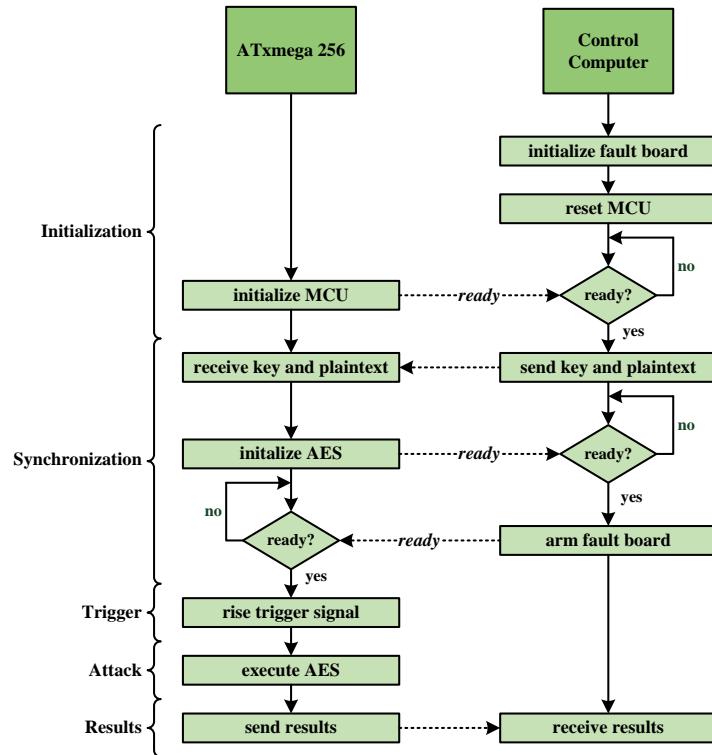 ATxmega 256
Control
Computer
initialize fault board
reset MCU
Initialization
no
initialize MCU
ready
ready?
yes
receive key and plaintext
send key and plaintext
no
Synchronization
initalize AES
ready
ready?
yes
no
ready?
ready
arm fault board
yes
Trigger
rise trigger signal
Attack
execute AES
Results
send results
receive results